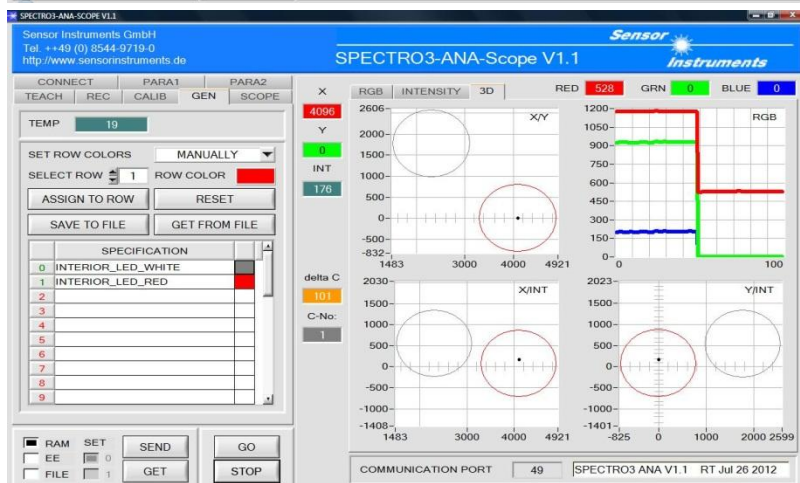 SPECTRO3-ANA-SCOPE V1.1
Sensor Instruments GmbH
Tel. ++49 (0) 8544-9719-0
http://www.sensorinstruments.de
SPECTRO3-ANA-Scope V1.1
Sensor
Instruments
CONNECT PARA1 PARA2
TEACH REC CALIB GEN SCOPE
TEMP 19
SET ROW COLORS MANUALLY
SELECT ROW 1 ROW COLOR
ASSIGN TO ROW RESET
SAVE TO FILE GET FROM FILE
SPECIFICATION
0 INTERIOR_LED_WHITE
1 INTERIOR_LED_RED
2
3
4
5
6
7
8
9
RAM SET SEND GO
EE 0
FILE 1 GET STOP
X
4096
Y
0
INT
176
delta C
101
C-No:
1
RGB INTENSITY 3D RED 528 GRN 0 BLUE 0
X/Y
2606
2000
1500
1000
500
0
-500
-832
1483 3000 4000 4921
RGB
1200
1050
900
750
600
450
300
150
0
0 100
X/INT
2030
1500
1000
500
0
-500
-1000
-1408
1483 3000 4000 4921
Y/INT
2023
1500
1000
500
0
-500
-1000
-1401
-825 0 1000 2000 2599
COMMUNICATION PORT 49 SPECTRO3 ANA V1.1 RT Jul 26 2012